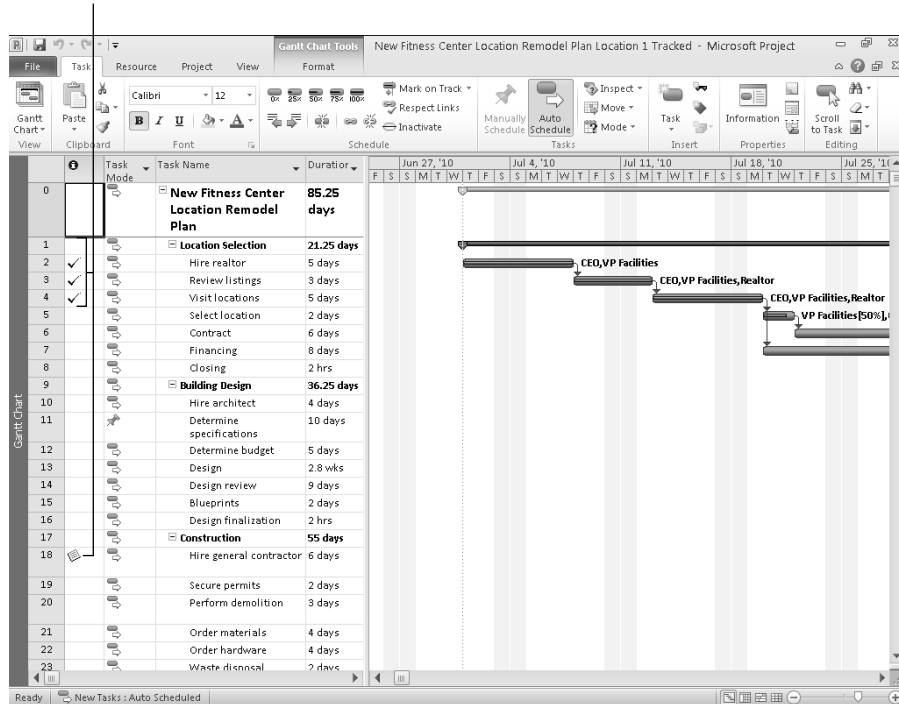 Gantt Chart Tools
New Fitness Center Location Remodel Plan Location 1 Tracked - Microsoft Project
File Task Resource Project View Format
Calibri 12
0x 25x 50x 75x 100x
Mark on Track
Respect Links
Inactivate
Inspect
Move
Mode
Gantt Chart
Paste
B I U A
Manually Schedule
Auto Schedule
Task
Information
Scroll to Task
View Clipboard Font Schedule Tasks Insert Properties Editing
Task Mode Task Name Duration
Jun 27, '10 Jul 4, '10 Jul 11, '10 Jul 18, '10 Jul 25, '1
F S S M T W T F S S M T W T F S S M T W T F S S M T W T F S S M T
0 New Fitness Center Location Remodel Plan 85.25 days
1 Location Selection 21.25 days
2 Hire realtor 5 days CEO,VP Facilities
3 Review listings 3 days CEO,VP Facilities,Realtor
4 Visit locations 5 days CEO,VP Facilities,Realtor
5 Select location 2 days VP Facilities[50%],
6 Contract 6 days
7 Financing 8 days
8 Closing 2 hrs
9 Building Design 36.25 days
10 Hire architect 4 days
11 Determine specifications 10 days
12 Determine budget 5 days
13 Design 2.8 wks
14 Design review 9 days
15 Blueprints 2 days
16 Design finalization 2 hrs
17 Construction 55 days
18 Hire general contractor 6 days
19 Secure permits 2 days
20 Perform demolition 3 days
21 Order materials 4 days
22 Order hardware 4 days
23 Waste disposal 2 days
Gantt Chart
Ready New Tasks : Auto Scheduled